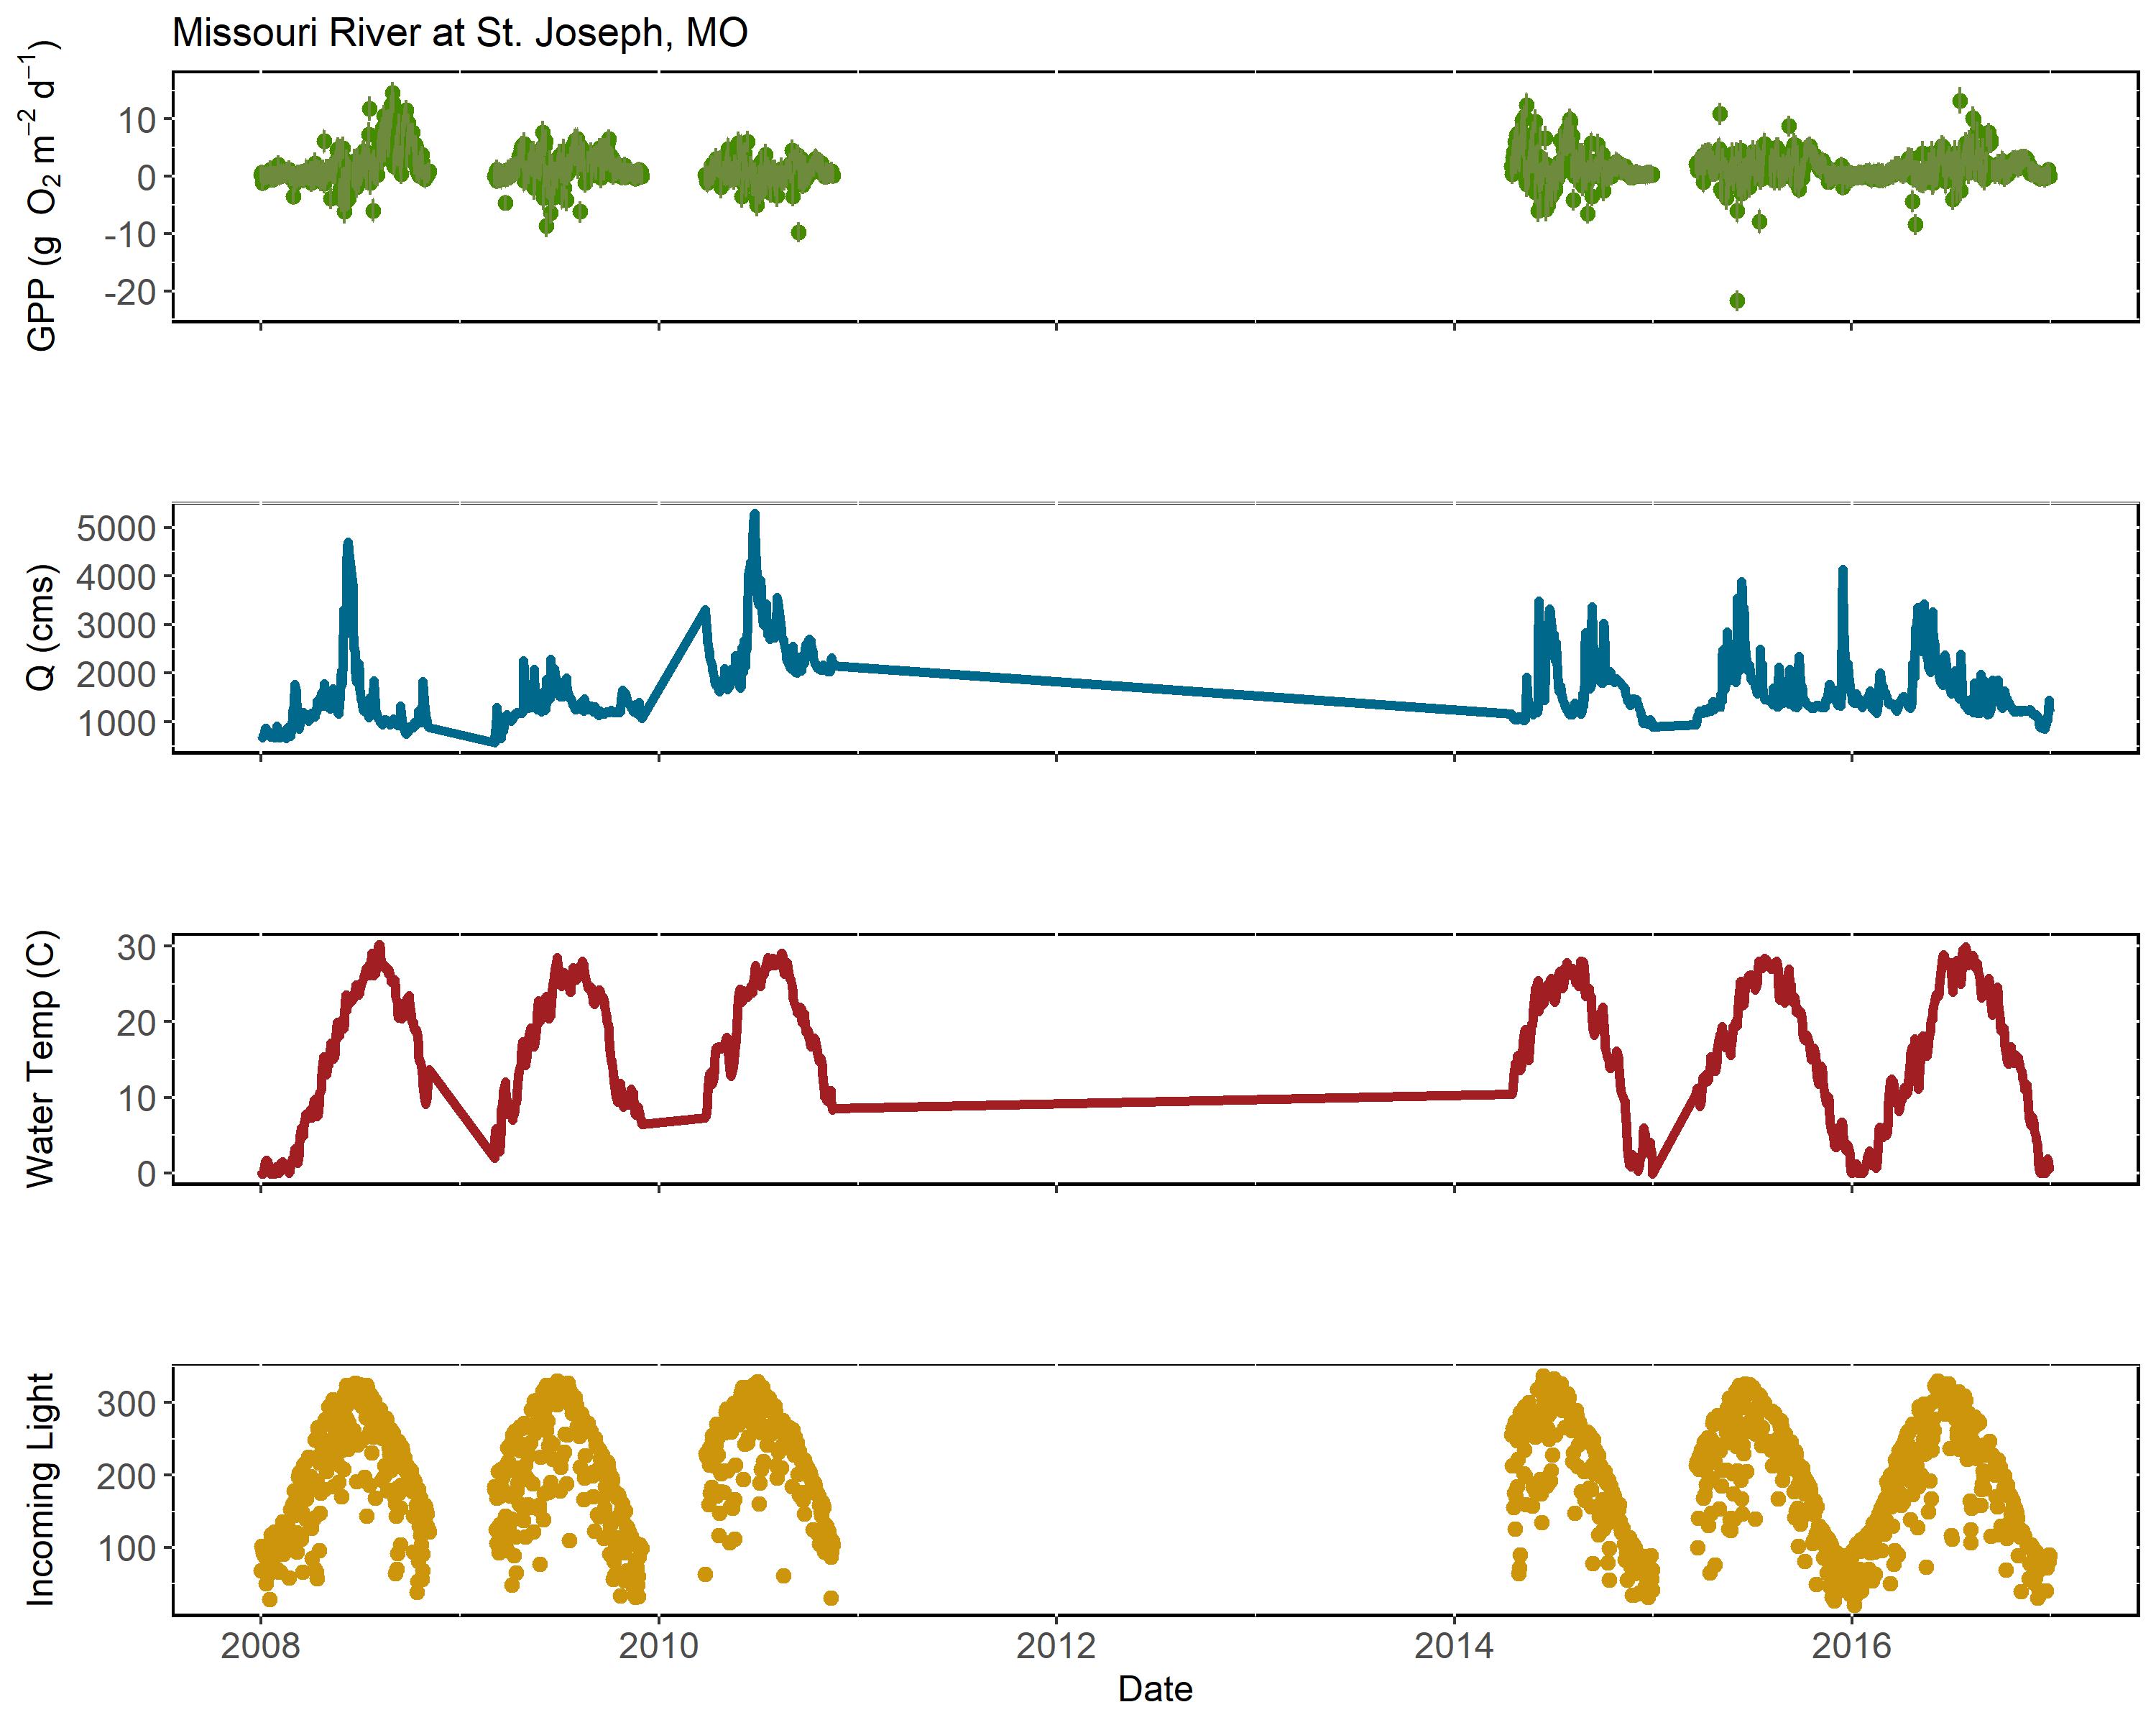 Missouri River at St. Joseph, MO
GPP (g O₂ m⁻² d⁻¹)
10
0
-10
-20
Q (cms)
5000
4000
3000
2000
1000
Water Temp (C)
30
20
10
0
Incoming Light
300
200
100
2008 2010 2012 2014 2016
Date